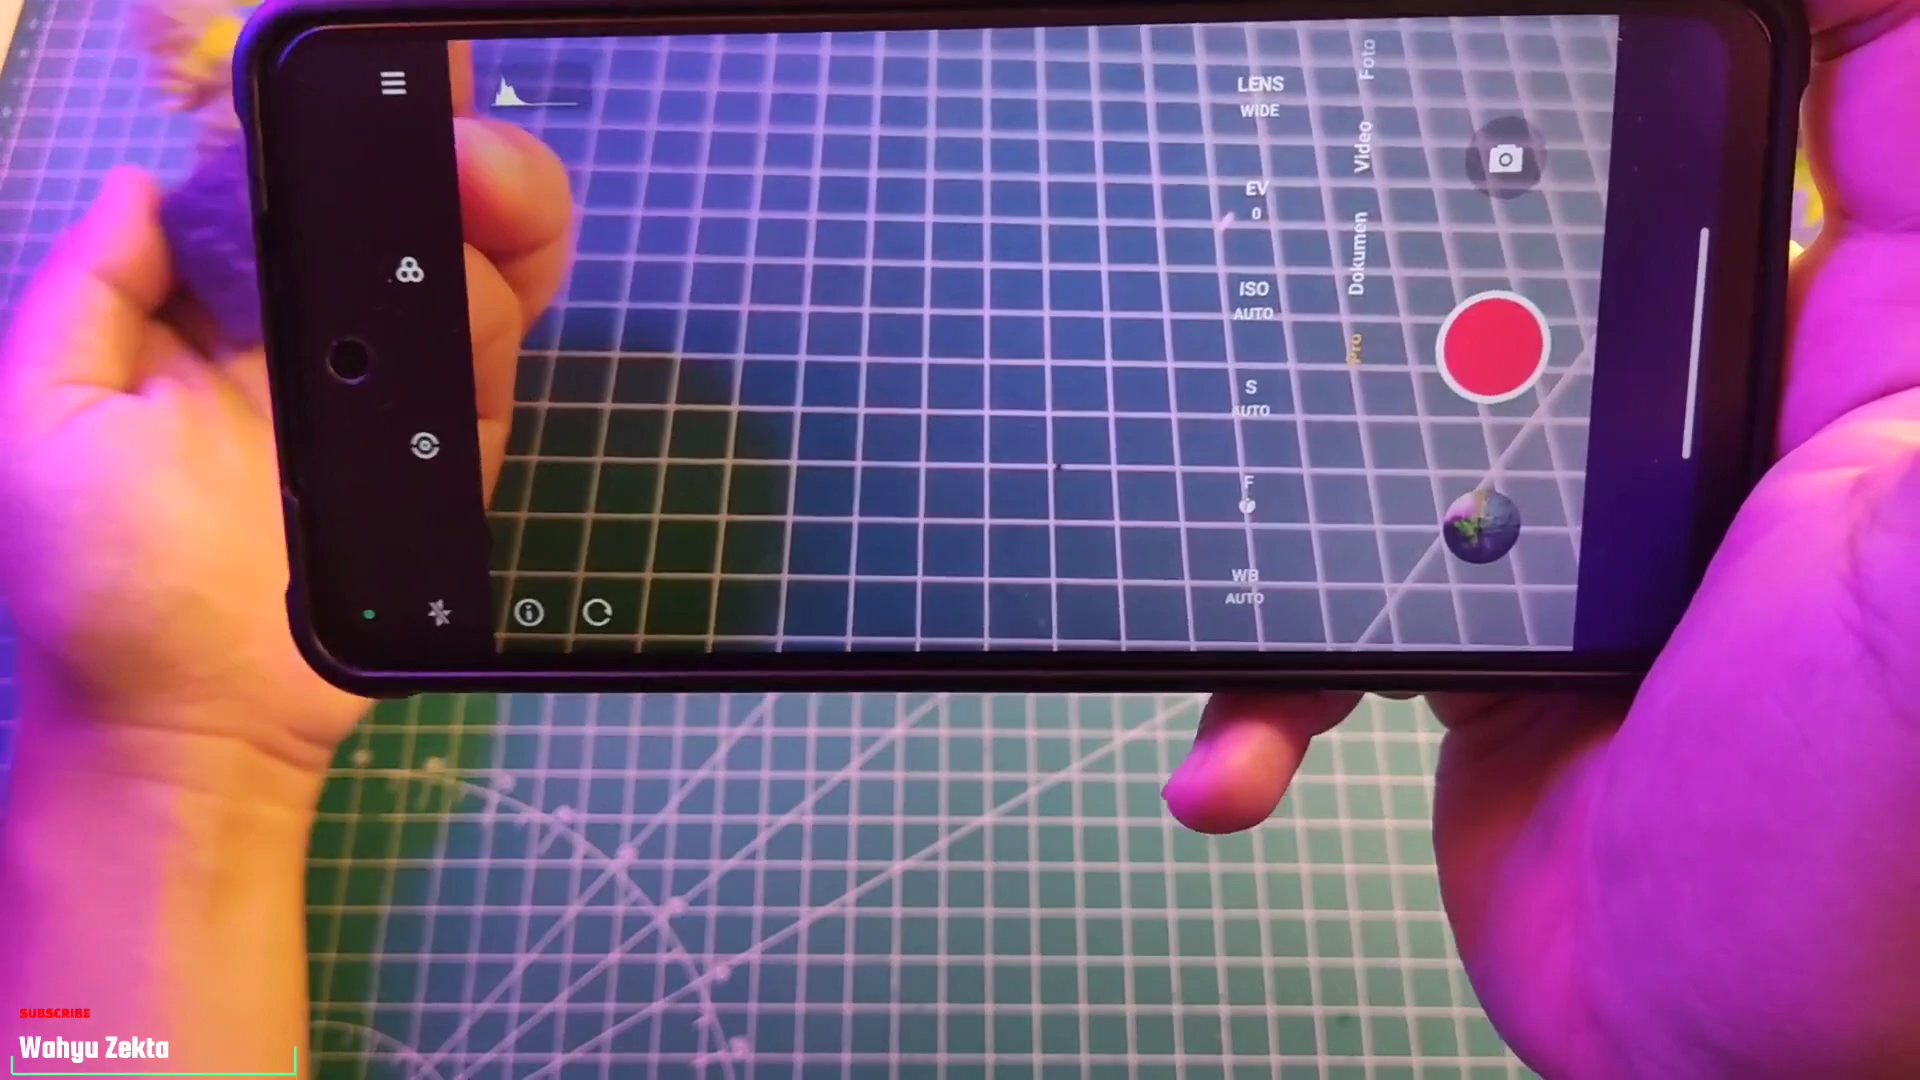 LENS
WIDE
EV
0
ISO
AUTO
S
AUTO
F
WB
AUTO
Foto
Video
Dokumen
Pro
SUBSCRIBE
Wahyu Zekta